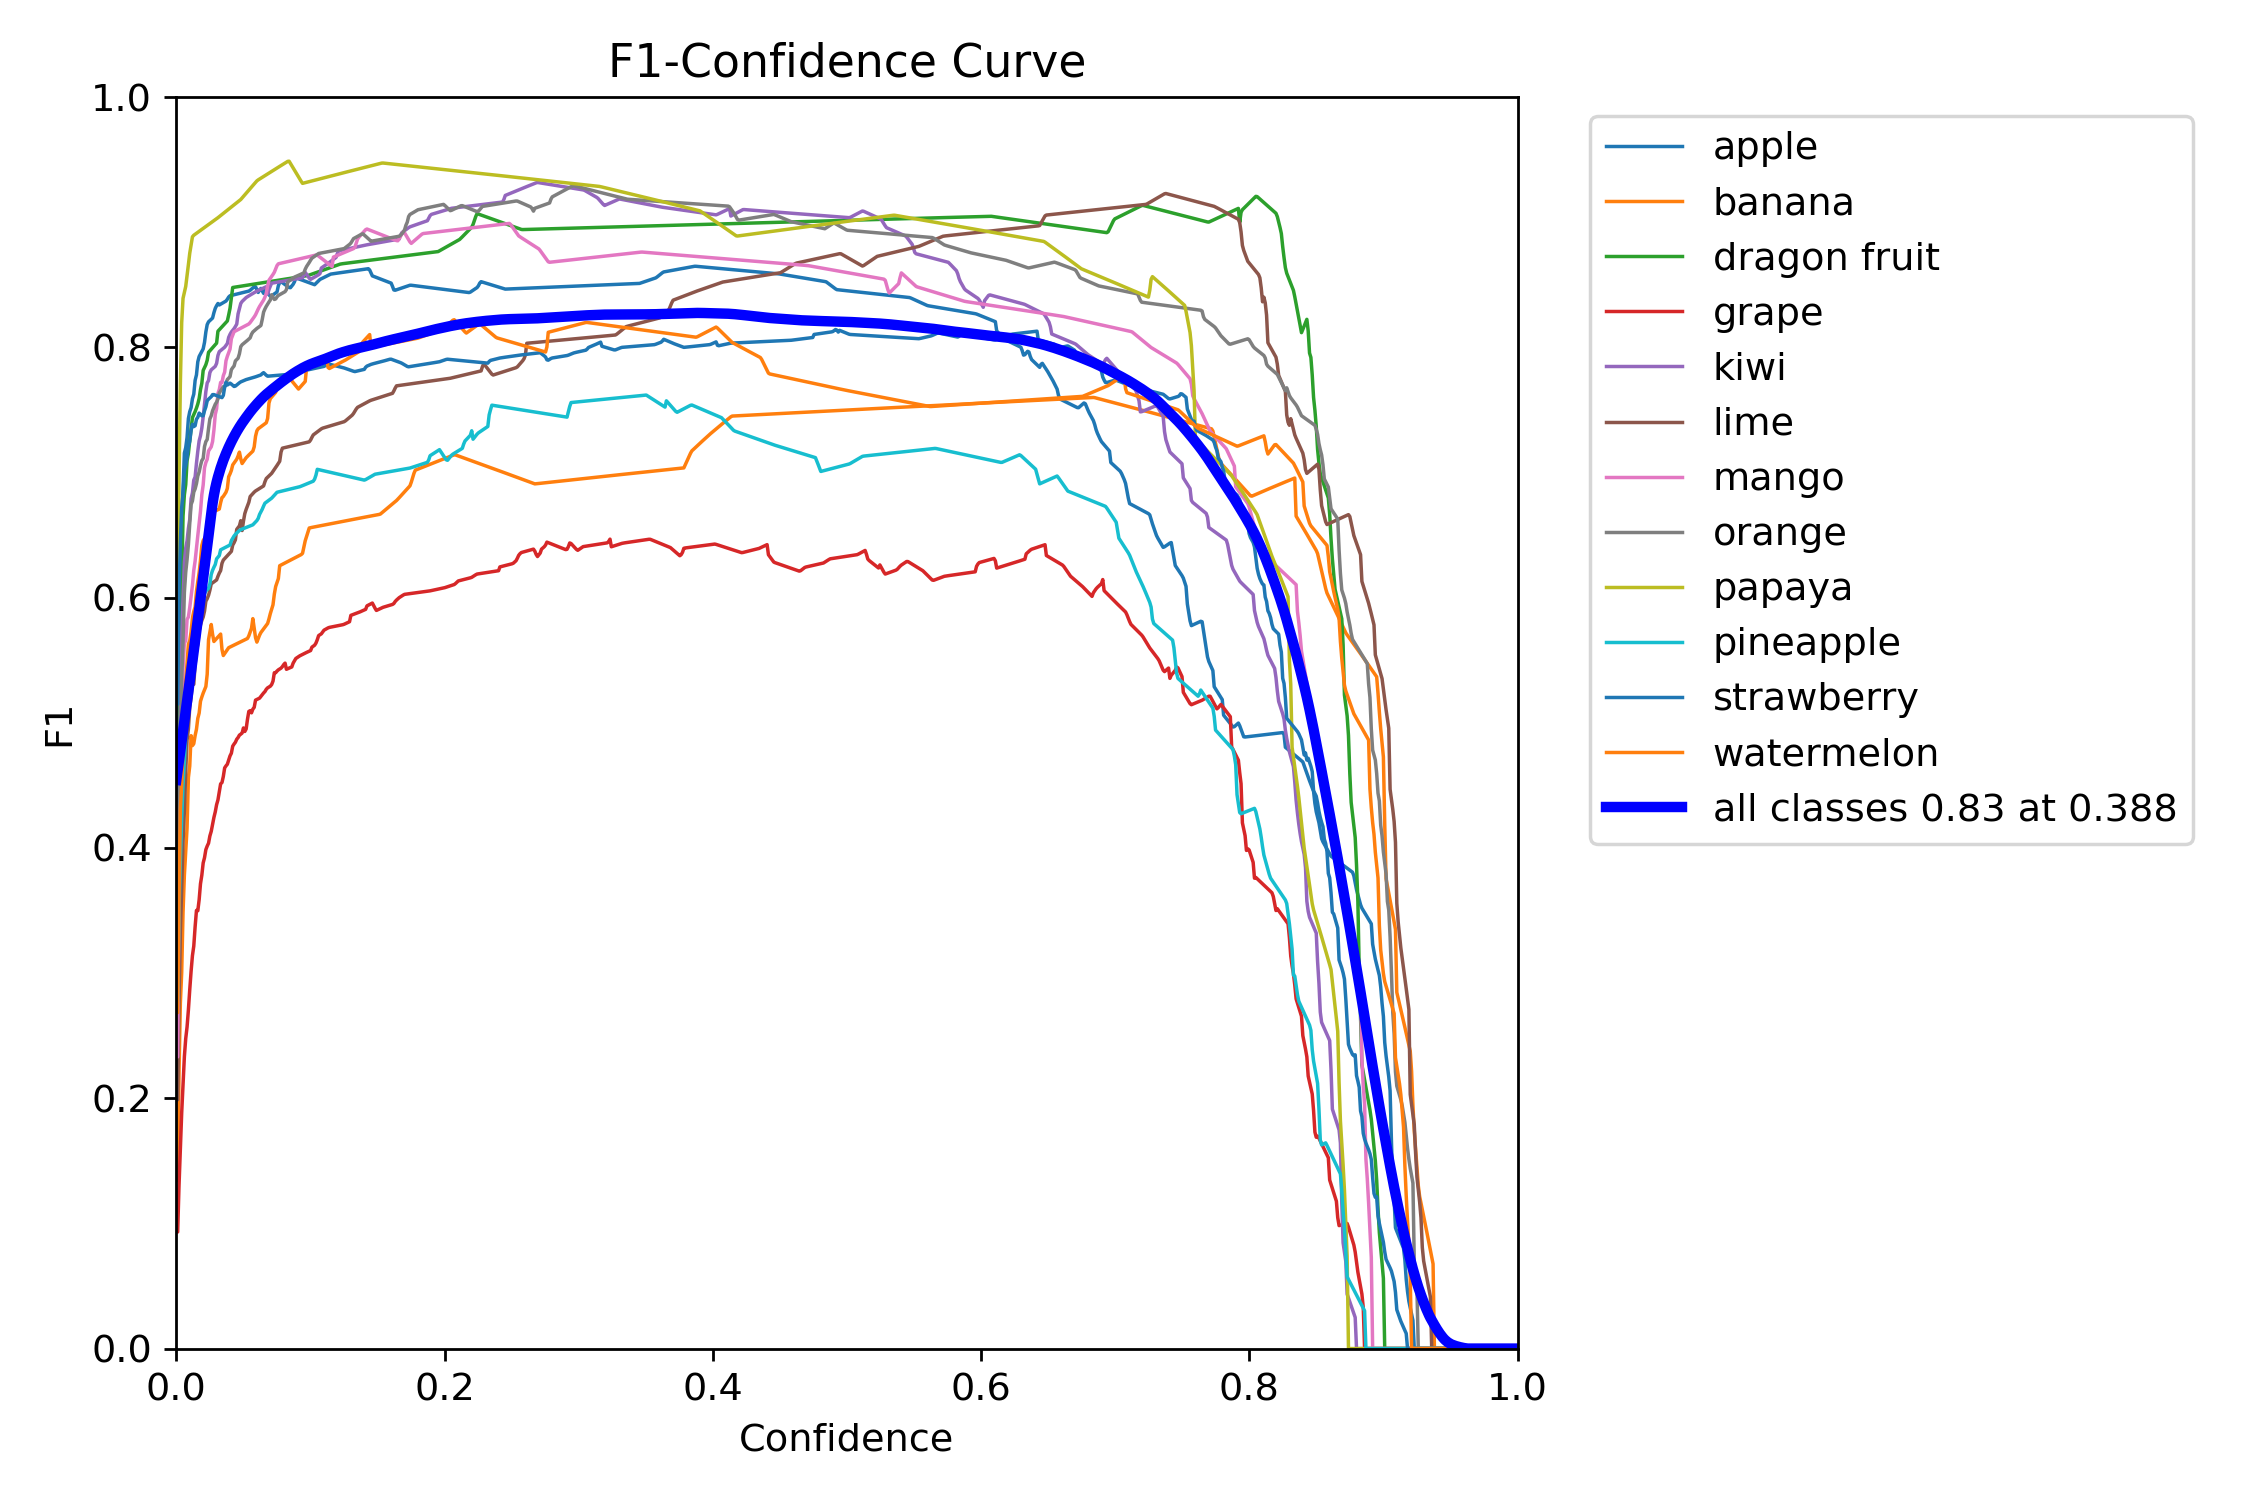 F1-Confidence Curve
1.0
0.8
0.6
0.4
0.2
0.0
F1
0.0 0.2 0.4 0.6 0.8 1.0
Confidence
apple
banana
dragon fruit
grape
kiwi
lime
mango
orange
papaya
pineapple
strawberry
watermelon
all classes 0.83 at 0.388